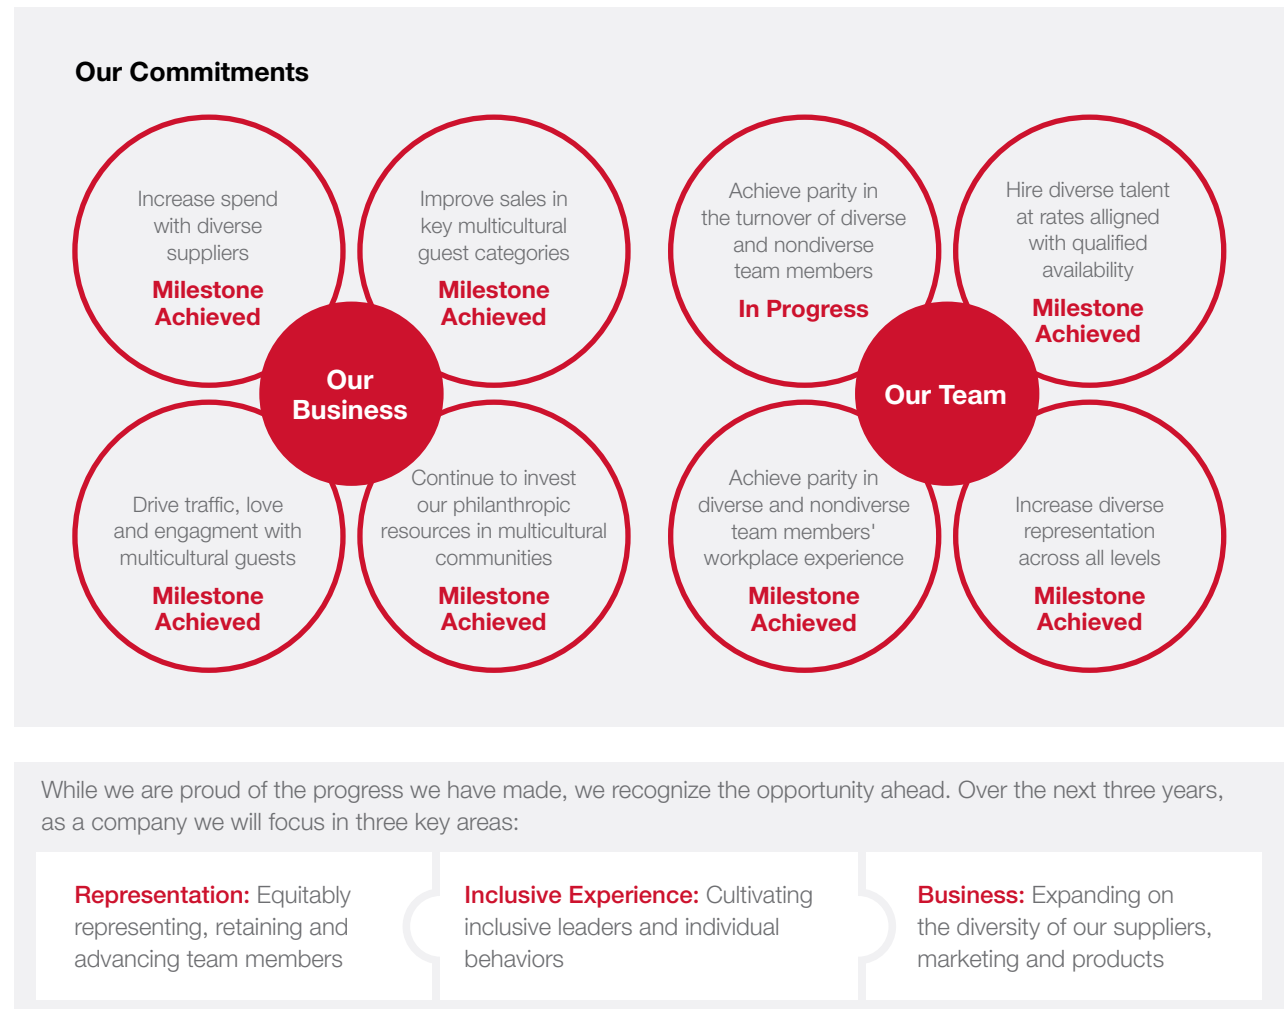 Our Commitments
Increase spend
with diverse
suppliers
Milestone
Achieved
Improve sales in
key multicultural
guest categories
Milestone
Achieved
Our
Business
Drive traffic, love
and engagment with
multicultural guests
Milestone
Achieved
Continue to invest
our philanthropic
resources in multicultural
communities
Milestone
Achieved
Achieve parity in
the turnover of diverse
and nondiverse
team members
In Progress
Hire diverse talent
at rates alligned
with qualified
availability
Milestone
Achieved
Our Team
Achieve parity in
diverse and nondiverse
team members'
workplace experience
Milestone
Achieved
Increase diverse
representation
across all levels
Milestone
Achieved
While we are proud of the progress we have made, we recognize the opportunity ahead. Over the next three years,
as a company we will focus in three key areas:
Representation: Equitably
representing, retaining and
advancing team members
Inclusive Experience: Cultivating
inclusive leaders and individual
behaviors
Business: Expanding on
the diversity of our suppliers,
marketing and products